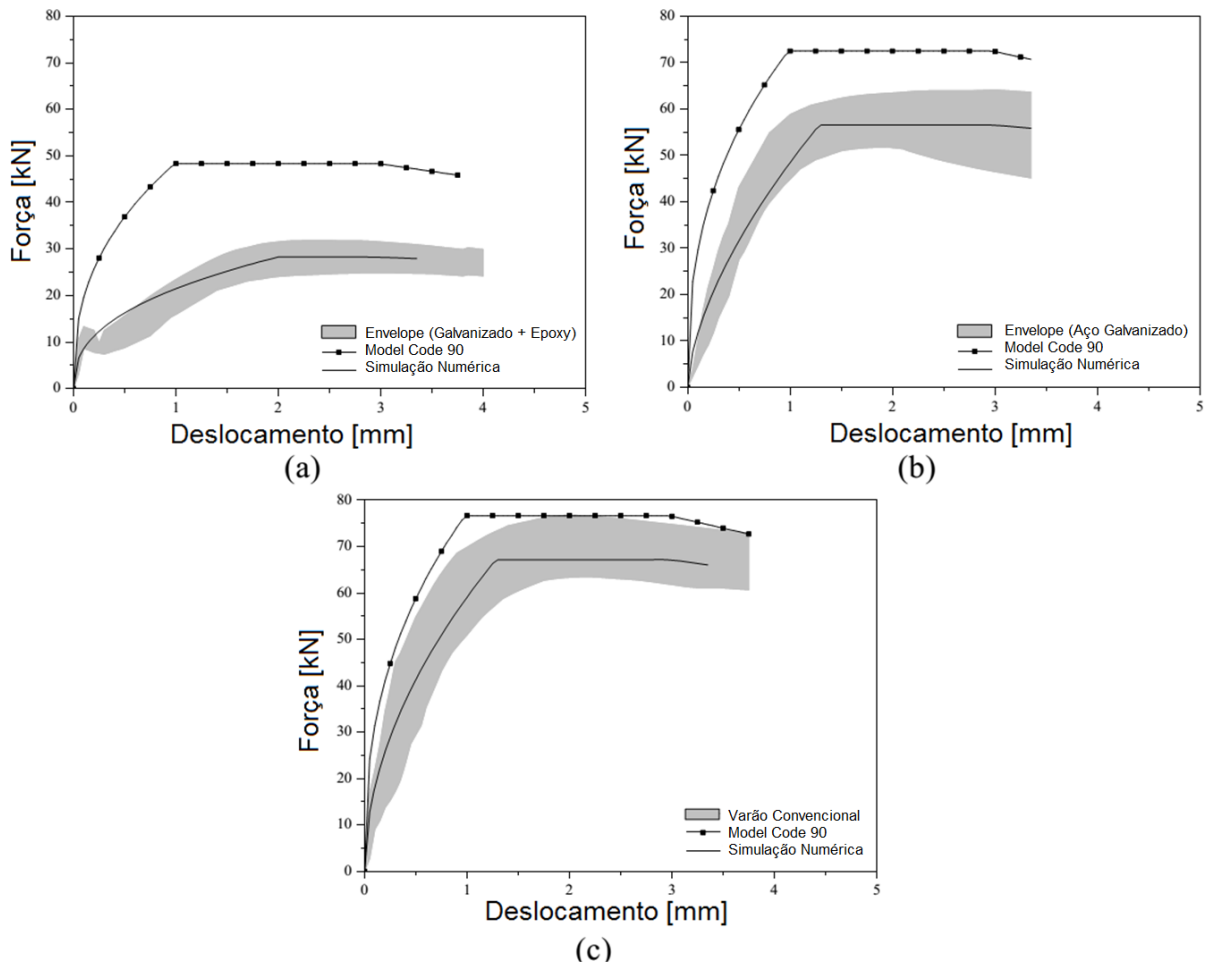 80
70
60
50
40
30
20
10
0
Força [kN]
Envelope (Galvanizado + Epoxy)
Model Code 90
Simulação Numérica
0 1 2 3 4 5
Deslocamento [mm]
(a)
80
70
60
50
40
30
20
10
0
Força [kN]
Envelope (Aço Galvanizado)
Model Code 90
Simulação Numérica
0 1 2 3 4 5
Deslocamento [mm]
(b)
80
70
60
50
40
30
20
10
0
Força [kN]
Varão Convencional
Model Code 90
Simulação Numérica
0 1 2 3 4 5
Deslocamento [mm]
(c)